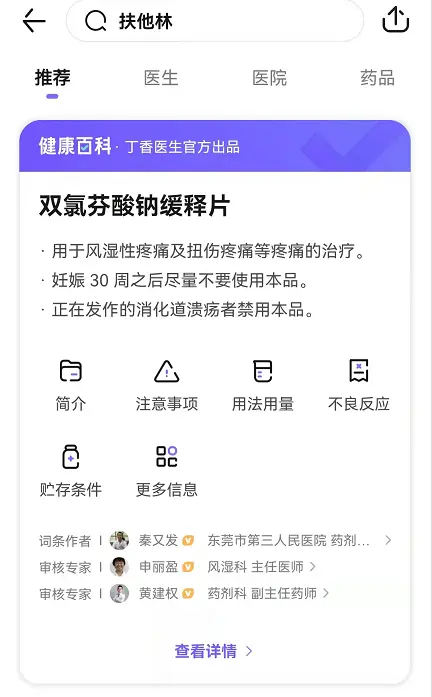 扶他林
推荐 医生 医院 药品
健康百科 · 丁香医生官方出品
双氯芬酸钠缓释片
· 用于风湿性疼痛及扭伤疼痛等疼痛的治疗。
· 妊娠 30 周之后尽量不要使用本品。
· 正在发作的消化道溃疡者禁用本品。
简介 注意事项 用法用量 不良反应
贮存条件 更多信息
词条作者 | 秦又发 东莞市第三人民医院 药剂... >
审核专家 | 申丽盈 风湿科 主任医师 >
审核专家 | 黄建权 药剂科 副主任药师 >
查看详情 >